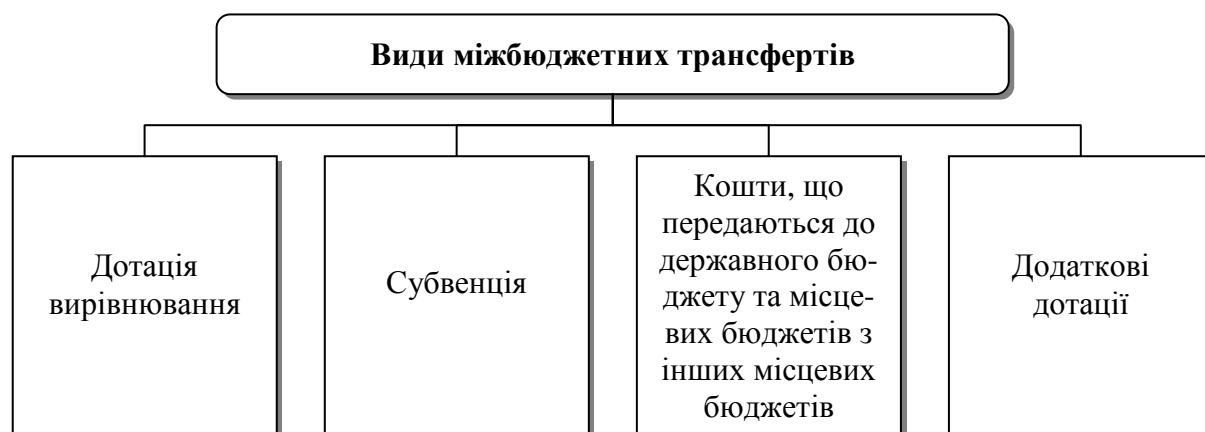 Види міжбюджетних трансфертів
Дотація
вирівнювання
Субвенція
Кошти, що
передаються до
державного бю-
джету та місце-
вих бюджетів з
інших місцевих
бюджетів
Додаткові
дотації